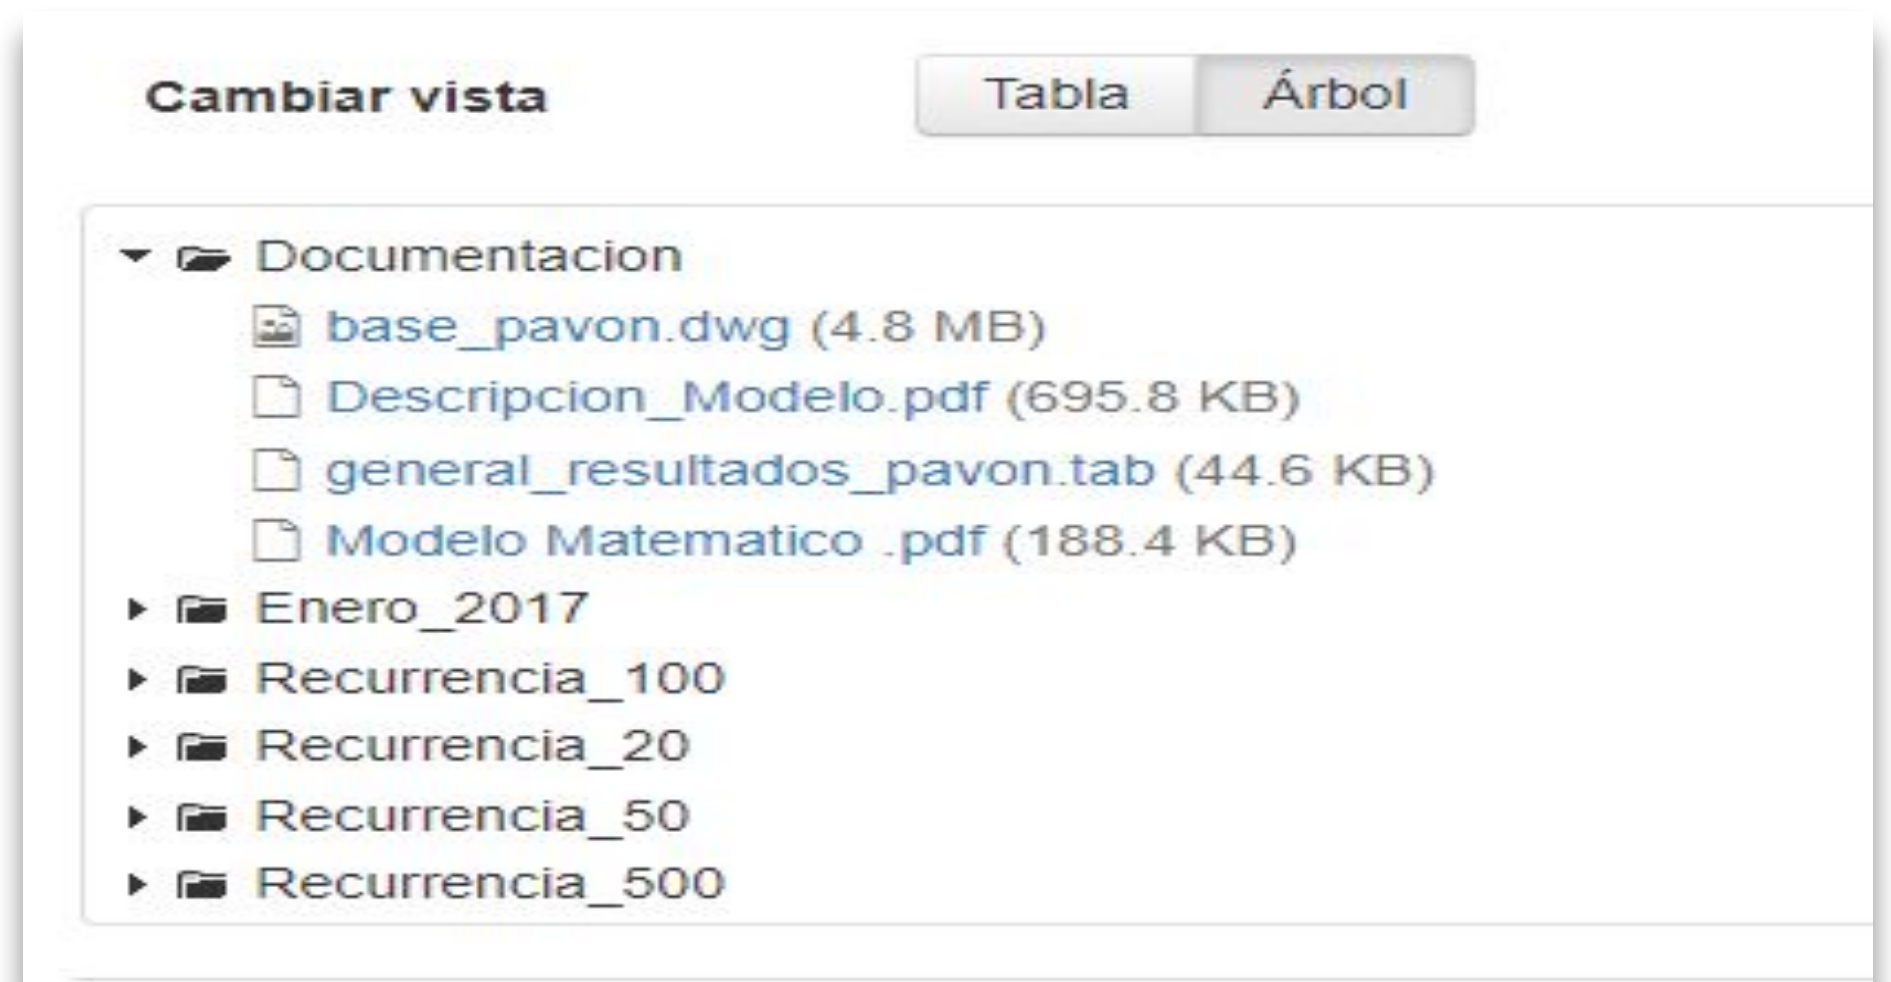 Cambiar vista Tabla Árbol
Documentacion
base_pavon.dwg (4.8 MB)
Descripcion_Modelo.pdf (695.8 KB)
general_resultados_pavon.tab (44.6 KB)
Modelo Matematico .pdf (188.4 KB)
Enero_2017
Recurrencia_100
Recurrencia_20
Recurrencia_50
Recurrencia_500